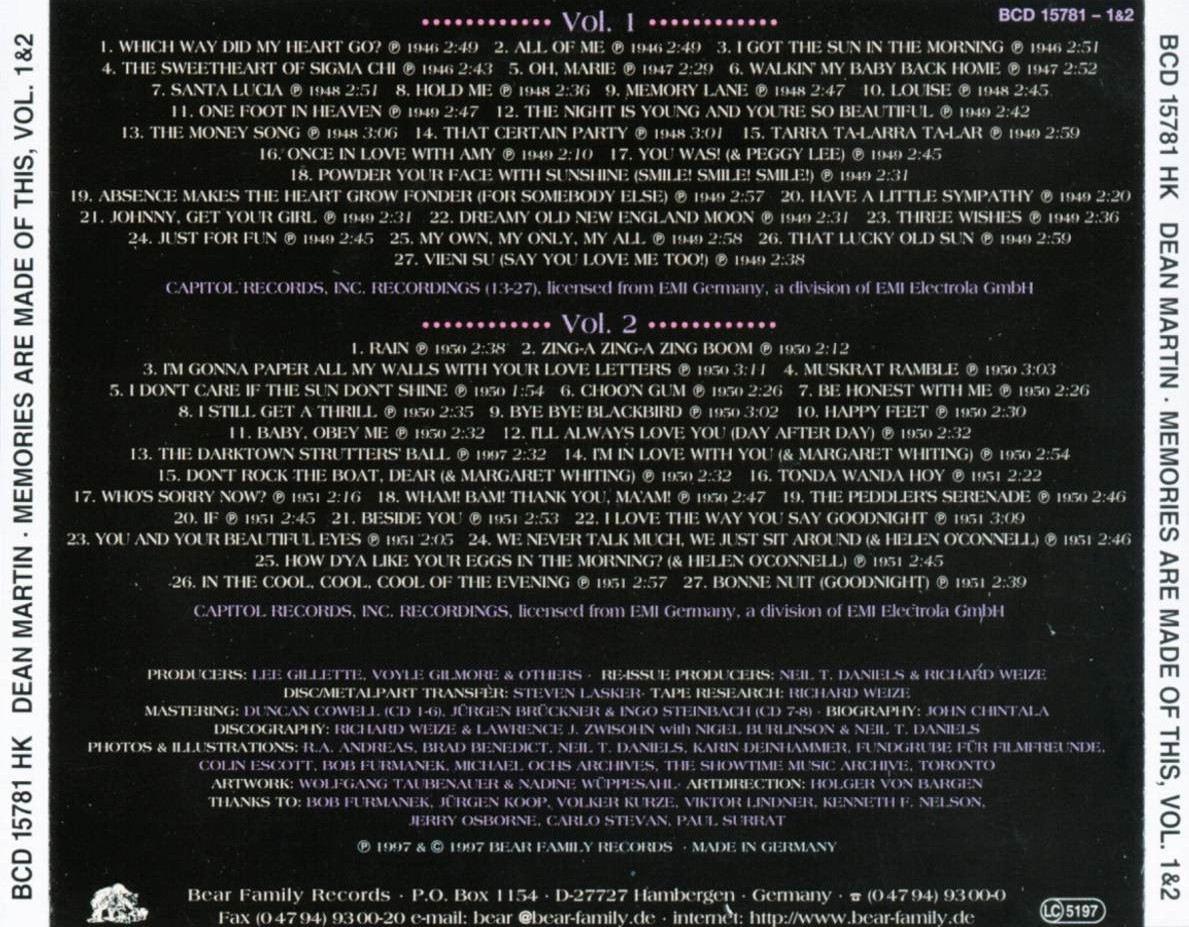 BCD 15781 – 1&2
············· Vol. 1 ·············
1. WHICH WAY DID MY HEART GO? ℗ 1946 2:49 2. ALL OF ME ℗ 1946 2:49 3. I GOT THE SUN IN THE MORNING ℗ 1946 2:51
4. THE SWEETHEART OF SIGMA CHI ℗ 1946 2:43 5. OH, MARIE ℗ 1947 2:29 6. WALKIN' MY BABY BACK HOME ℗ 1947 2:52
7. SANTA LUCIA ℗ 1948 2:51 8. HOLD ME ℗ 1948 2:36 9. MEMORY LANE ℗ 1948 2:47 10. LOUISE ℗ 1948 2:45
11. ONE FOOT IN HEAVEN ℗ 1949 2:47 12. THE NIGHT IS YOUNG AND YOU'RE SO BEAUTIFUL ℗ 1949 2:42
13. THE MONEY SONG ℗ 1948 3:06 14. THAT CERTAIN PARTY ℗ 1948 3:01 15. TARRA TA-LARRA TA-LAR ℗ 1949 2:59
16. ONCE IN LOVE WITH AMY ℗ 1949 2:10 17. YOU WAS! (& PEGGY LEE) ℗ 1949 2:45
18. POWDER YOUR FACE WITH SUNSHINE (SMILE! SMILE! SMILE!) ℗ 1949 2:31
19. ABSENCE MAKES THE HEART GROW FONDER (FOR SOMEBODY ELSE) ℗ 1949 2:57 20. HAVE A LITTLE SYMPATHY ℗ 1949 2:20
21. JOHNNY, GET YOUR GIRL ℗ 1949 2:31 22. DREAMY OLD NEW ENGLAND MOON ℗ 1949 2:31 23. THREE WISHES ℗ 1949 2:36
24. JUST FOR FUN ℗ 1949 2:45 25. MY OWN, MY ONLY, MY ALL ℗ 1949 2:58 26. THAT LUCKY OLD SUN ℗ 1949 2:59
27. VIENI SU (SAY YOU LOVE ME TOO!) ℗ 1949 2:38
CAPITOL RECORDS, INC. RECORDINGS (13-27), licensed from EMI Germany, a division of EMI Electrola GmbH
············· Vol. 2 ·············
1. RAIN ℗ 1950 2:38 2. ZING-A ZING-A ZING BOOM ℗ 1950 2:12
3. I'M GONNA PAPER ALL MY WALLS WITH YOUR LOVE LETTERS ℗ 1950 3:11 4. MUSKRAT RAMBLE ℗ 1950 3:03
5. I DON'T CARE IF THE SUN DON'T SHINE ℗ 1950 1:54 6. CHOO'N GUM ℗ 1950 2:26 7. BE HONEST WITH ME ℗ 1950 2:26
8. I STILL GET A THRILL ℗ 1950 2:35 9. BYE BYE BLACKBIRD ℗ 1950 3:02 10. HAPPY FEET ℗ 1950 2:30
11. BABY, OBEY ME ℗ 1950 2:32 12. I'LL ALWAYS LOVE YOU (DAY AFTER DAY) ℗ 1950 2:32
13. THE DARKTOWN STRUTTERS' BALL ℗ 1997 2:32 14. I'M IN LOVE WITH YOU (& MARGARET WHITING) ℗ 1950 2:54
15. DON'T ROCK THE BOAT, DEAR (& MARGARET WHITING) ℗ 1950 2:32 16. TONDA WANDA HOY ℗ 1951 2:22
17. WHO'S SORRY NOW? ℗ 1951 2:16 18. WHAM! BAM! THANK YOU, MA'AM! ℗ 1950 2:47 19. THE PEDDLER'S SERENADE ℗ 1950 2:46
20. IF ℗ 1951 2:45 21. BESIDE YOU ℗ 1951 2:53 22. I LOVE THE WAY YOU SAY GOODNIGHT ℗ 1951 3:09
23. YOU AND YOUR BEAUTIFUL EYES ℗ 1951 2:05 24. WE NEVER TALK MUCH, WE JUST SIT AROUND (& HELEN O'CONNELL) ℗ 1951 2:46
25. HOW D'YA LIKE YOUR EGGS IN THE MORNING? (& HELEN O'CONNELL) ℗ 1951 2:45
26. IN THE COOL, COOL, COOL OF THE EVENING ℗ 1951 2:57 27. BONNE NUIT (GOODNIGHT) ℗ 1951 2:39
CAPITOL RECORDS, INC. RECORDINGS, licensed from EMI Germany, a division of EMI Electrola GmbH
PRODUCERS: LEE GILLETTE, VOYLE GILMORE & OTHERS · RE-ISSUE PRODUCERS: NEIL T. DANIELS & RICHARD WEIZE
DISC/METALPART TRANSFER: STEVEN LASKER · TAPE RESEARCH: RICHARD WEIZE
MASTERING: DUNCAN COWELL (CD 1-6), JÜRGEN BRÜCKNER & INGO STEINBACH (CD 7-8) · BIOGRAPHY: JOHN CHINTALA
DISCOGRAPHY: RICHARD WEIZE & LAWRENCE J. ZWISOHN with NIGEL BURLINSON & NEIL T. DANIELS
PHOTOS & ILLUSTRATIONS: R.A. ANDREAS, BRAD BENEDICT, NEIL T. DANIELS, KARIN DEINHAMMER, FUNDGRUBE FÜR FILMFREUNDE,
COLIN ESCOTT, BOB FURMANEK, MICHAEL OCHS ARCHIVES, THE SHOWTIME MUSIC ARCHIVE, TORONTO
ARTWORK: WOLFGANG TAUBENAUER & NADINE WÜPPESAHL · ARTDIRECTION: HOLGER VON BARGEN
THANKS TO: BOB FURMANEK, JÜRGEN KOOP, VOLKER KURZE, VIKTOR LINDNER, KENNETH F. NELSON,
JERRY OSBORNE, CARLO STEVAN, PAUL SURRAT
℗ 1997 & © 1997 BEAR FAMILY RECORDS · MADE IN GERMANY
Bear Family Records · P.O. Box 1154 · D-27727 Hambergen · Germany · ☎ (0 47 94) 93 00-0
Fax (0 47 94) 93 00-20 e-mail: bear @bear-family.de · internet: http://www.bear-family.de
LC 5197
BCD 15781 HK DEAN MARTIN · MEMORIES ARE MADE OF THIS, VOL. 1&2
BCD 15781 HK DEAN MARTIN · MEMORIES ARE MADE OF THIS, VOL. 1&2